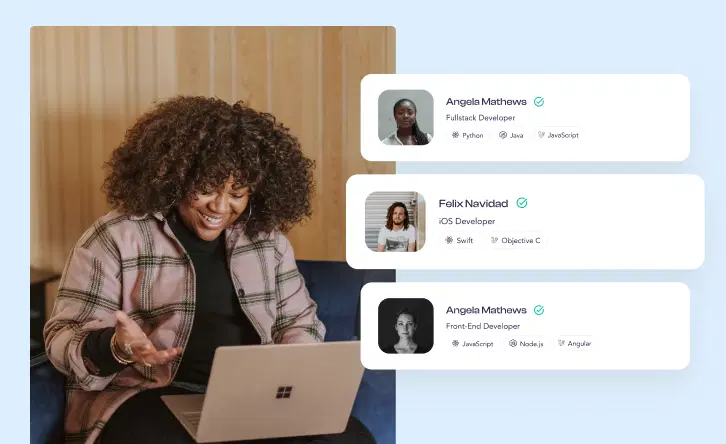 Angela Mathews
Fullstack Developer
Python Java JavaScript
Felix Navidad
iOS Developer
Swift Objective C
Angela Mathews
Front-End Developer
JavaScript Node.js Angular